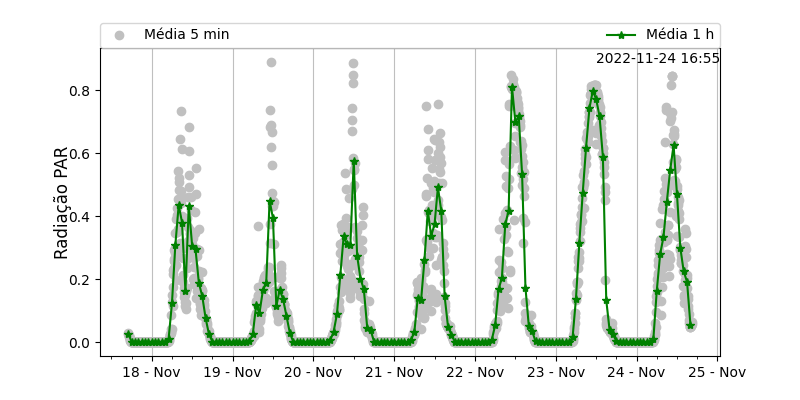 Média 5 min
Média 1 h
2022-11-24 16:55
Radiação PAR
0.8
0.6
0.4
0.2
0.0
18 - Nov
19 - Nov
20 - Nov
21 - Nov
22 - Nov
23 - Nov
24 - Nov
25 - Nov